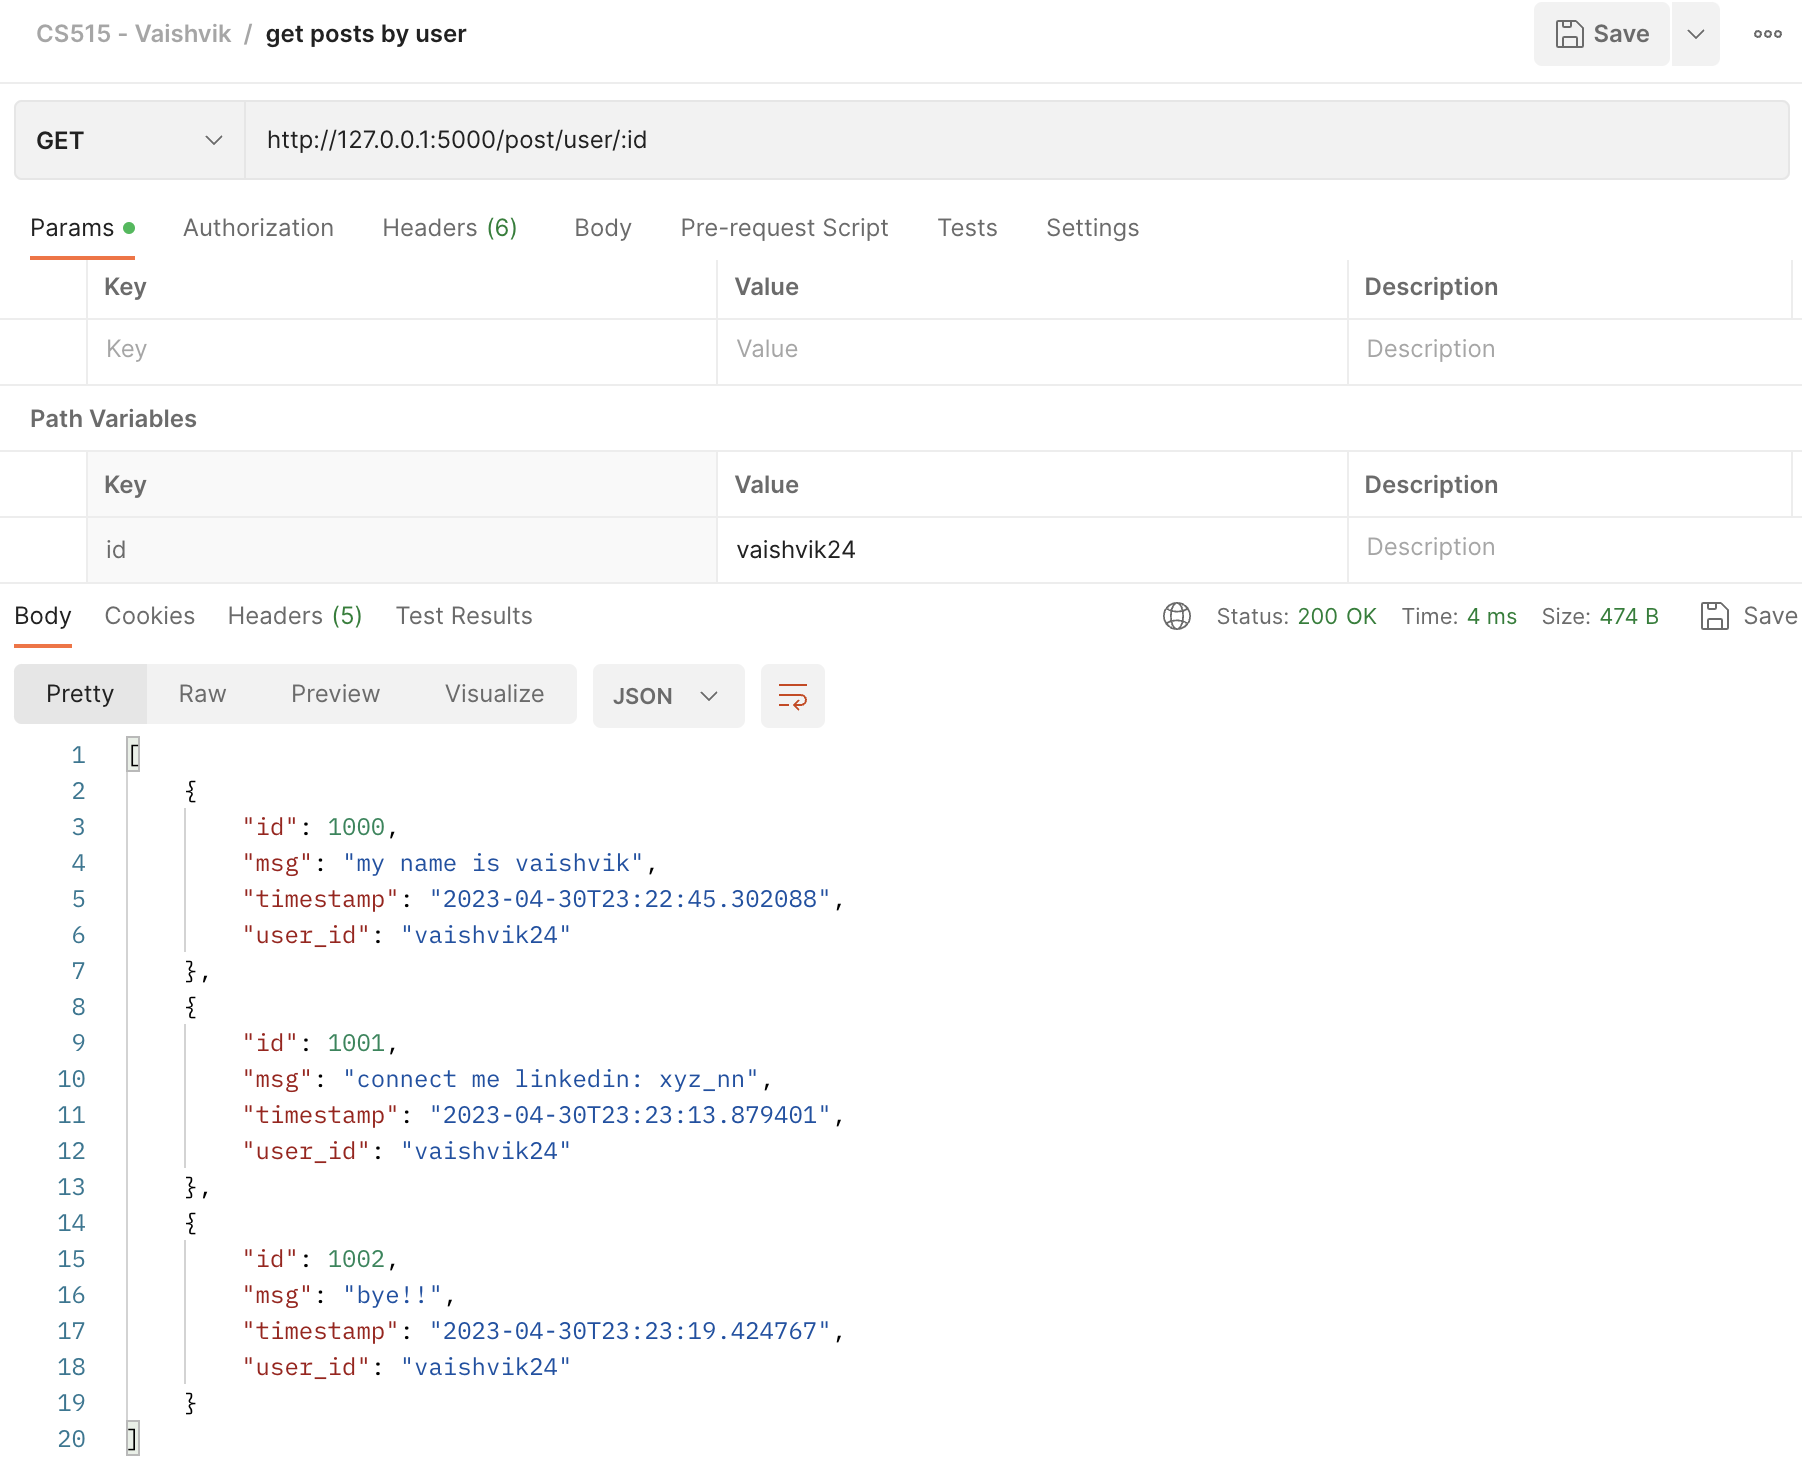 CS515 - Vaishvik / get posts by user
Save
GET http://127.0.0.1:5000/post/user/:id
Params Authorization Headers (6) Body Pre-request Script Tests Settings
Key Value Description
Key Value Description
Path Variables
Key Value Description
id vaishvik24 Description
Body Cookies Headers (5) Test Results Status: 200 OK Time: 4 ms Size: 474 B Save
Pretty Raw Preview Visualize JSON
1 [
2 {
3 "id": 1000,
4 "msg": "my name is vaishvik",
5 "timestamp": "2023-04-30T23:22:45.302088",
6 "user_id": "vaishvik24"
7 },
8 {
9 "id": 1001,
10 "msg": "connect me linkedin: xyz_nn",
11 "timestamp": "2023-04-30T23:23:13.879401",
12 "user_id": "vaishvik24"
13 },
14 {
15 "id": 1002,
16 "msg": "bye!!",
17 "timestamp": "2023-04-30T23:23:19.424767",
18 "user_id": "vaishvik24"
19 }
20 ]